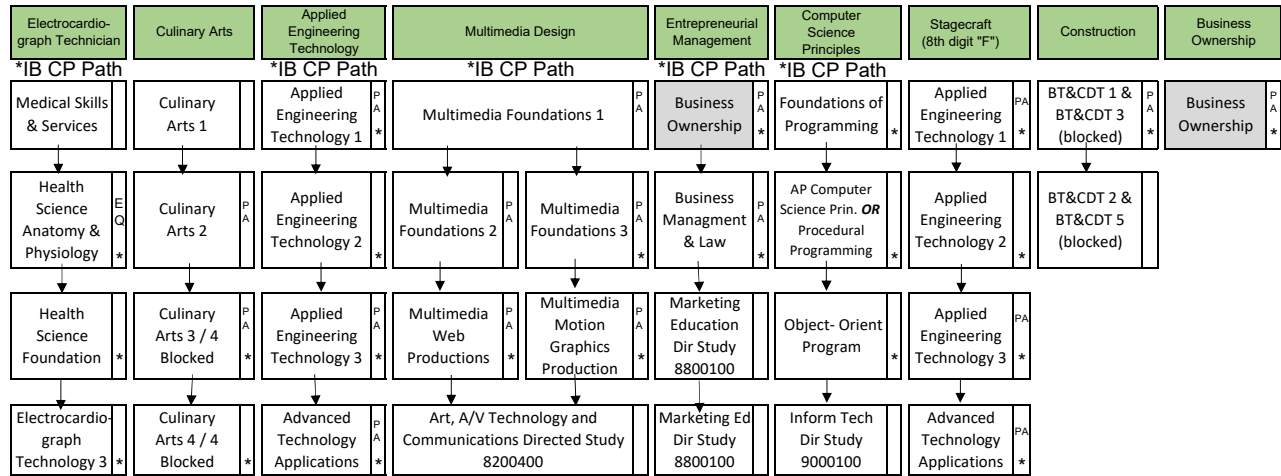 Electrocardio-
graph Technician
Culinary Arts
Applied
Engineering
Technology
Multimedia Design
Entrepreneurial
Management
Computer
Science
Principles
Stagecraft
(8th digit "F")
Construction
Business
Ownership
*IB CP Path
*IB CP Path
*IB CP Path
*IB CP Path
*IB CP Path
Medical Skills
& Services
Culinary
Arts 1
Applied
Engineering
Technology 1
P
A
*
Multimedia Foundations 1
P
A
Business
Ownership
P
A
*
Foundations of
Programming
*
Applied
Engineering
Technology 1
PA
*
BT&CDT 1 &
BT&CDT 3
(blocked)
P
A
*
Business
Ownership
P
A
*
Health
Science
Anatomy &
Physiology
E
Q
*
Culinary
Arts 2
P
A
Applied
Engineering
Technology 2
*
Multimedia
Foundations 2
P
A
Multimedia
Foundations 3
P
A
*
Business
Managment
& Law
P
A
*
AP Computer
Science Prin. OR
Procedural
Programming
*
Applied
Engineering
Technology 2
*
BT&CDT 2 &
BT&CDT 5
(blocked)
Health
Science
Foundation
*
Culinary
Arts 3 / 4
Blocked
P
A
*
Applied
Engineering
Technology 3
P
A
*
Multimedia
Web
Productions
P
A
*
Multimedia
Motion
Graphics
Production
P
A
*
Marketing
Education
Dir Study
8800100
Object- Orient
Program
*
Applied
Engineering
Technology 3
PA
*
Electrocardio-
graph
Technology 3
*
Culinary
Arts 4 / 4
Blocked
*
Advanced
Technology
Applications
P
A
*
Art, A/V Technology and
Communications Directed Study
8200400
Marketing Ed
Dir Study
8800100
Inform Tech
Dir Study
9000100
Advanced
Technology
Applications
PA
*